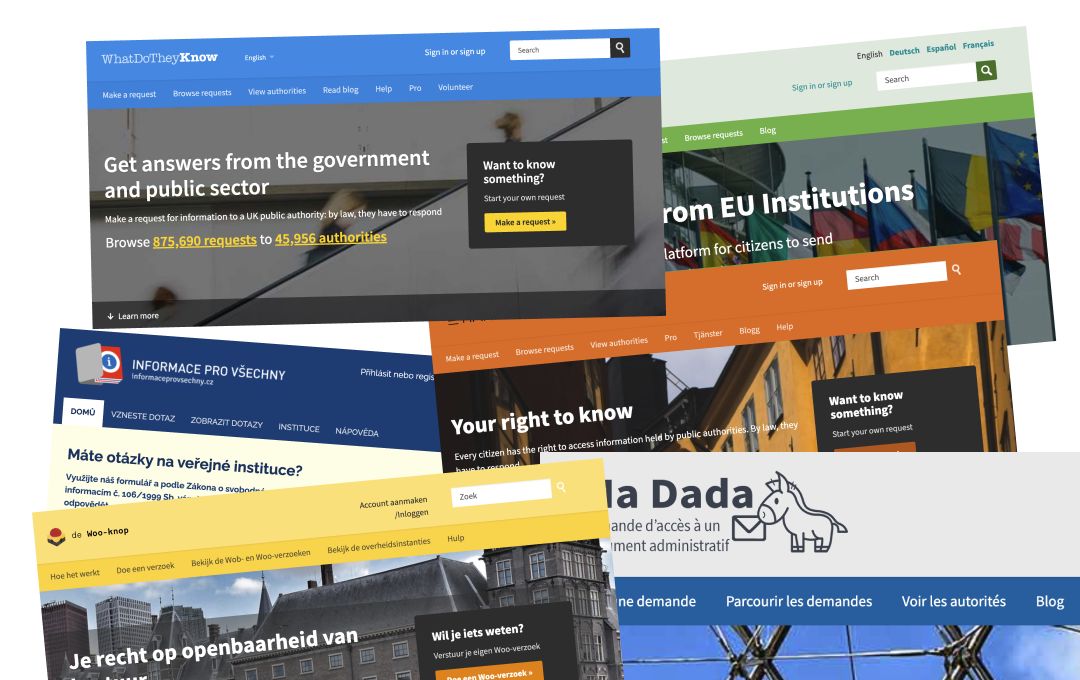 WhatDoTheyKnow
English
Sign in or sign up
Search
Make a request
Browse requests
View authorities
Read blog
Help
Pro
Volunteer
Get answers from the government
and public sector
Make a request for information to a UK public authority: by law, they have to respond
Browse 875,690 requests to 45,956 authorities
Learn more
Want to know
something?
Start your own request
Make a request »
English Deutsch Español Français
Sign in or sign up
Search
Browse requests
Blog
rom EU Institutions
latform for citizens to send
Sign in or sign up
Search
Make a request
Browse requests
View authorities
Pro
Tjänster
Blogg
Help
Your right to know
Every citizen has the right to access information held by public authorities. By law, they
have to respond
Want to know
something?
Start your own request
INFORMACE PRO VŠECHNY
informaceprovsechny.cz
Přihlásit nebo regis
DOMŮ
VZNESTE DOTAZ
ZOBRAZIT DOTAZY
INSTITUCE
NÁPOVĚDA
Máte otázky na veřejné instituce?
Využijte náš formulář a podle Zákona o svobodné
informacím č. 106/1999 Sb.
odpovědět
de Woo-knop
Account aanmaken
/Inloggen
Zoek
Hoe het werkt
Doe een verzoek
Bekijk de Wob- en Woo-verzoeken
Bekijk de overheidsinstanties
Hulp
Je recht op openbaarheid van
Wil je iets weten?
Verstuur je eigen Woo-verzoek
Doe een Woo-verzoek »
a Dada
ande d'accès à un
ument administratif
ne demande
Parcourir les demandes
Voir les autorités
Blog